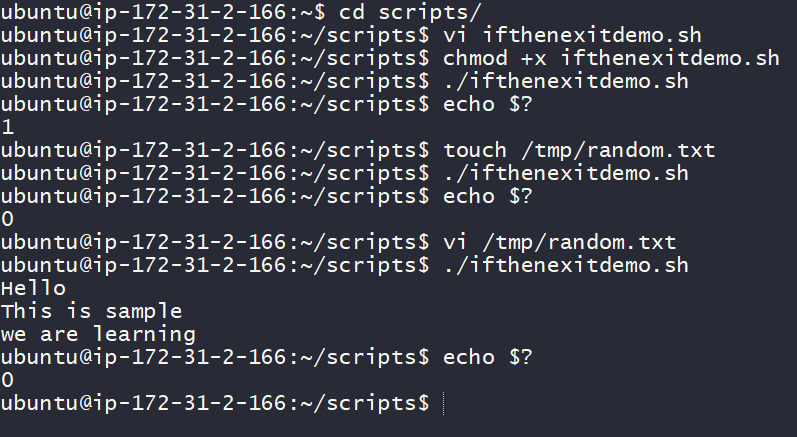 ubuntu@ip-172-31-2-166:~$ cd scripts/
ubuntu@ip-172-31-2-166:~/scripts$ vi ifthenexitdemo.sh
ubuntu@ip-172-31-2-166:~/scripts$ chmod +x ifthenexitdemo.sh
ubuntu@ip-172-31-2-166:~/scripts$ ./ifthenexitdemo.sh
ubuntu@ip-172-31-2-166:~/scripts$ echo $?
1
ubuntu@ip-172-31-2-166:~/scripts$ touch /tmp/random.txt
ubuntu@ip-172-31-2-166:~/scripts$ ./ifthenexitdemo.sh
ubuntu@ip-172-31-2-166:~/scripts$ echo $?
0
ubuntu@ip-172-31-2-166:~/scripts$ vi /tmp/random.txt
ubuntu@ip-172-31-2-166:~/scripts$ ./ifthenexitdemo.sh
Hello
This is sample
we are learning
ubuntu@ip-172-31-2-166:~/scripts$ echo $?
0
ubuntu@ip-172-31-2-166:~/scripts$